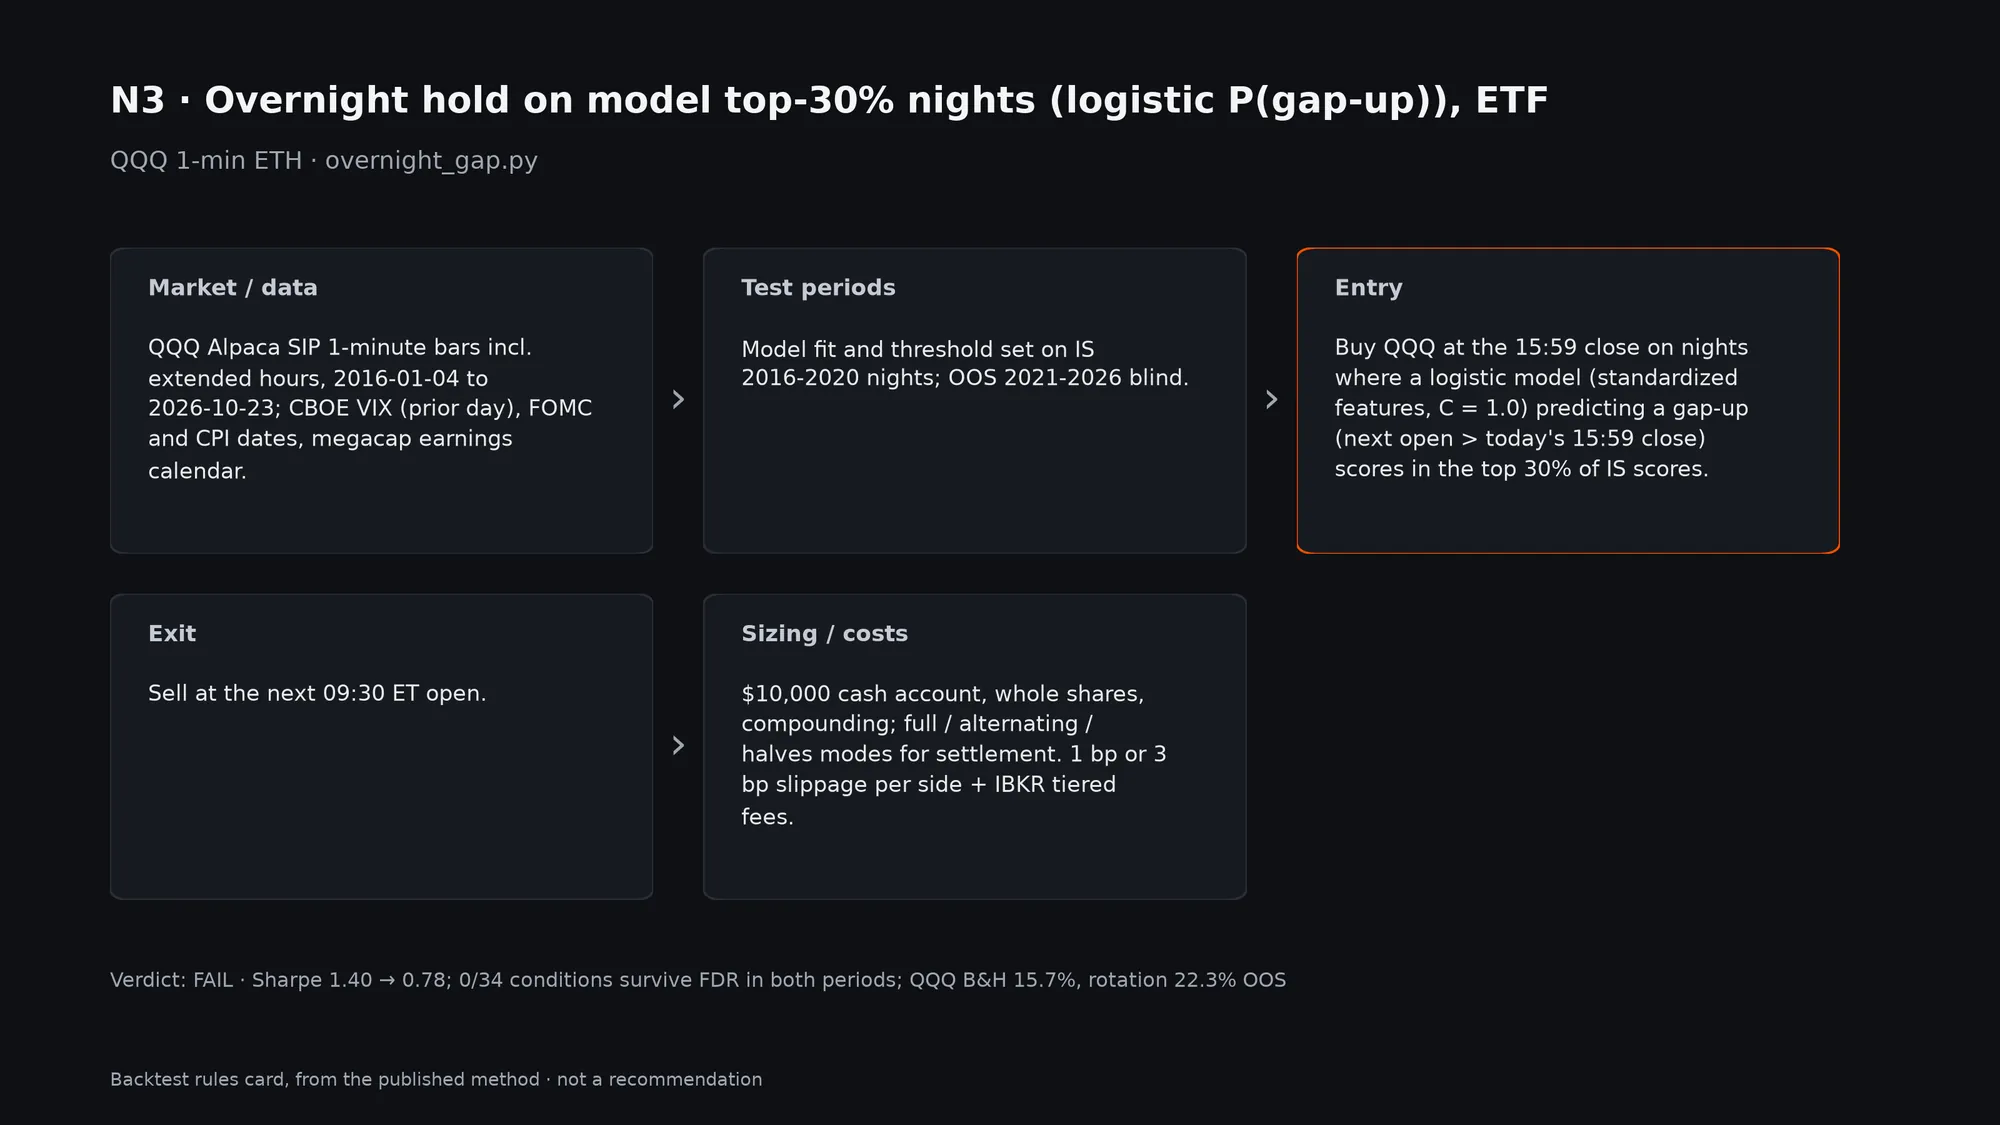 N3 · Overnight hold on model top-30% nights (logistic P(gap-up)), ETF
QQQ 1-min ETH · overnight_gap.py
Market / data
QQQ Alpaca SIP 1-minute bars incl.
extended hours, 2016-01-04 to
2026-10-23; CBOE VIX (prior day), FOMC
and CPI dates, megacap earnings
calendar.
›
Test periods
Model fit and threshold set on IS
2016-2020 nights; OOS 2021-2026 blind.
›
Entry
Buy QQQ at the 15:59 close on nights
where a logistic model (standardized
features, C = 1.0) predicting a gap-up
(next open > today's 15:59 close)
scores in the top 30% of IS scores.
Exit
Sell at the next 09:30 ET open.
›
Sizing / costs
$10,000 cash account, whole shares,
compounding; full / alternating /
halves modes for settlement. 1 bp or 3
bp slippage per side + IBKR tiered
fees.
Verdict: FAIL · Sharpe 1.40 → 0.78; 0/34 conditions survive FDR in both periods; QQQ B&H 15.7%, rotation 22.3% OOS
Backtest rules card, from the published method · not a recommendation